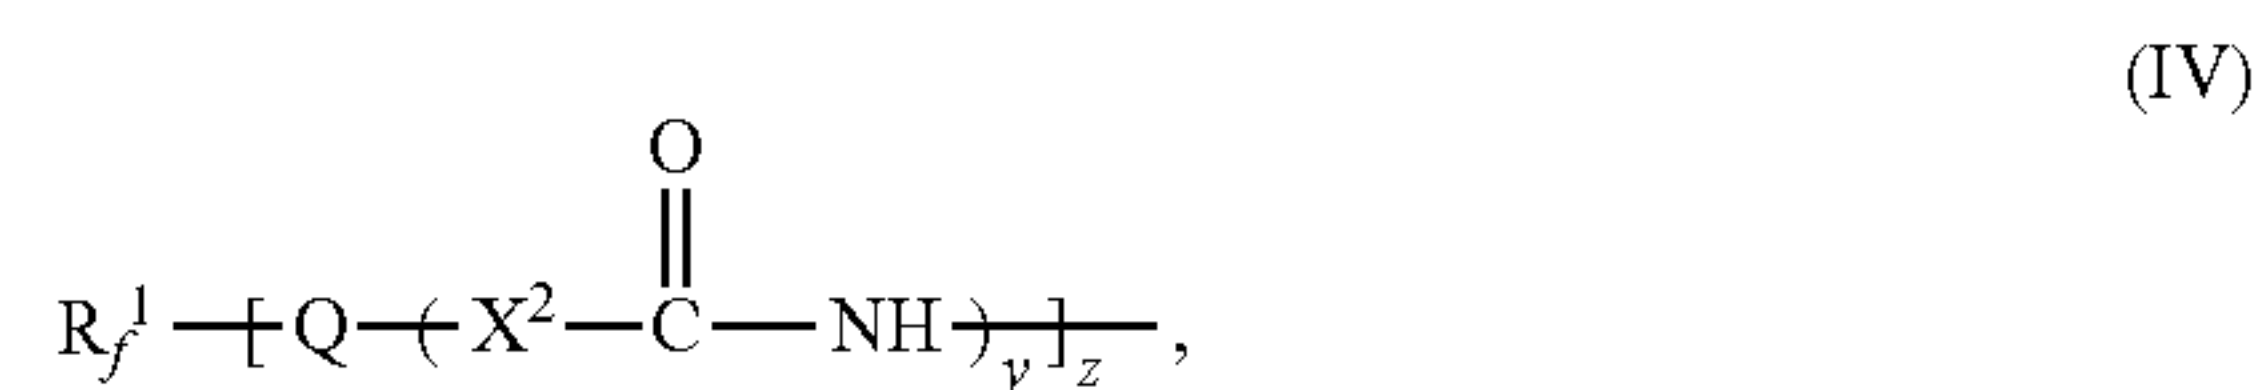 (IV)
O
R_f^1 —[Q—(X^2—C—NH)_y]_z—,